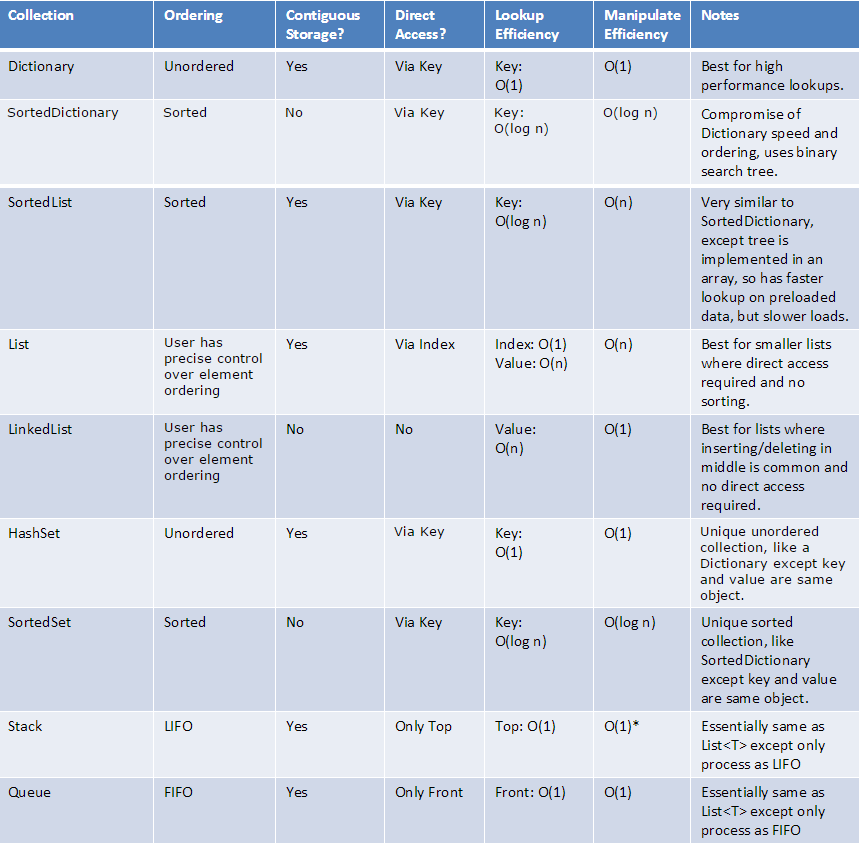 Collection Ordering Contiguous Storage? Direct Access? Lookup Efficiency Manipulate Efficiency Notes
Dictionary Unordered Yes Via Key Key: O(1) O(1) Best for high performance lookups.
SortedDictionary Sorted No Via Key Key: O(log n) O(log n) Compromise of Dictionary speed and ordering, uses binary search tree.
SortedList Sorted Yes Via Key Key: O(log n) O(n) Very similar to SortedDictionary, except tree is implemented in an array, so has faster lookup on preloaded data, but slower loads.
List User has precise control over element ordering Yes Via Index Index: O(1) Value: O(n) O(n) Best for smaller lists where direct access required and no sorting.
LinkedList User has precise control over element ordering No No Value: O(n) O(1) Best for lists where inserting/deleting in middle is common and no direct access required.
HashSet Unordered Yes Via Key Key: O(1) O(1) Unique unordered collection, like a Dictionary except key and value are same object.
SortedSet Sorted No Via Key Key: O(log n) O(log n) Unique sorted collection, like SortedDictionary except key and value are same object.
Stack LIFO Yes Only Top Top: O(1) O(1)* Essentially same as List<T> except only process as LIFO
Queue FIFO Yes Only Front Front: O(1) O(1) Essentially same as List<T> except only process as FIFO